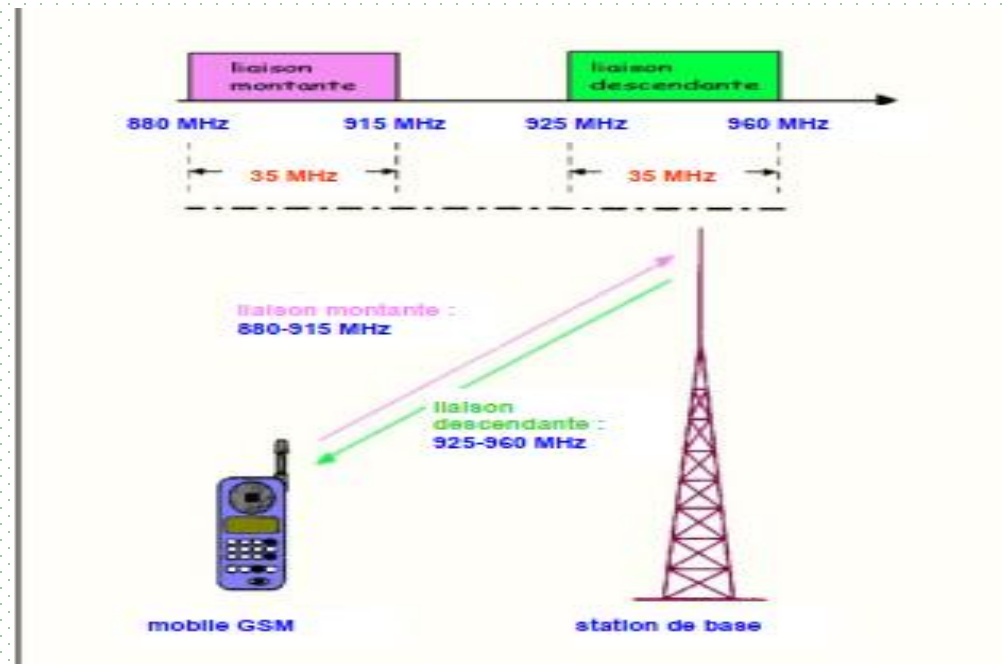 liaison
montante
liaison
descendante
880 MHz 915 MHz 925 MHz 960 MHz
35 MHz 35 MHz
liaison montante :
880-915 MHz
liaison
descendante :
925-960 MHz
mobile GSM station de base